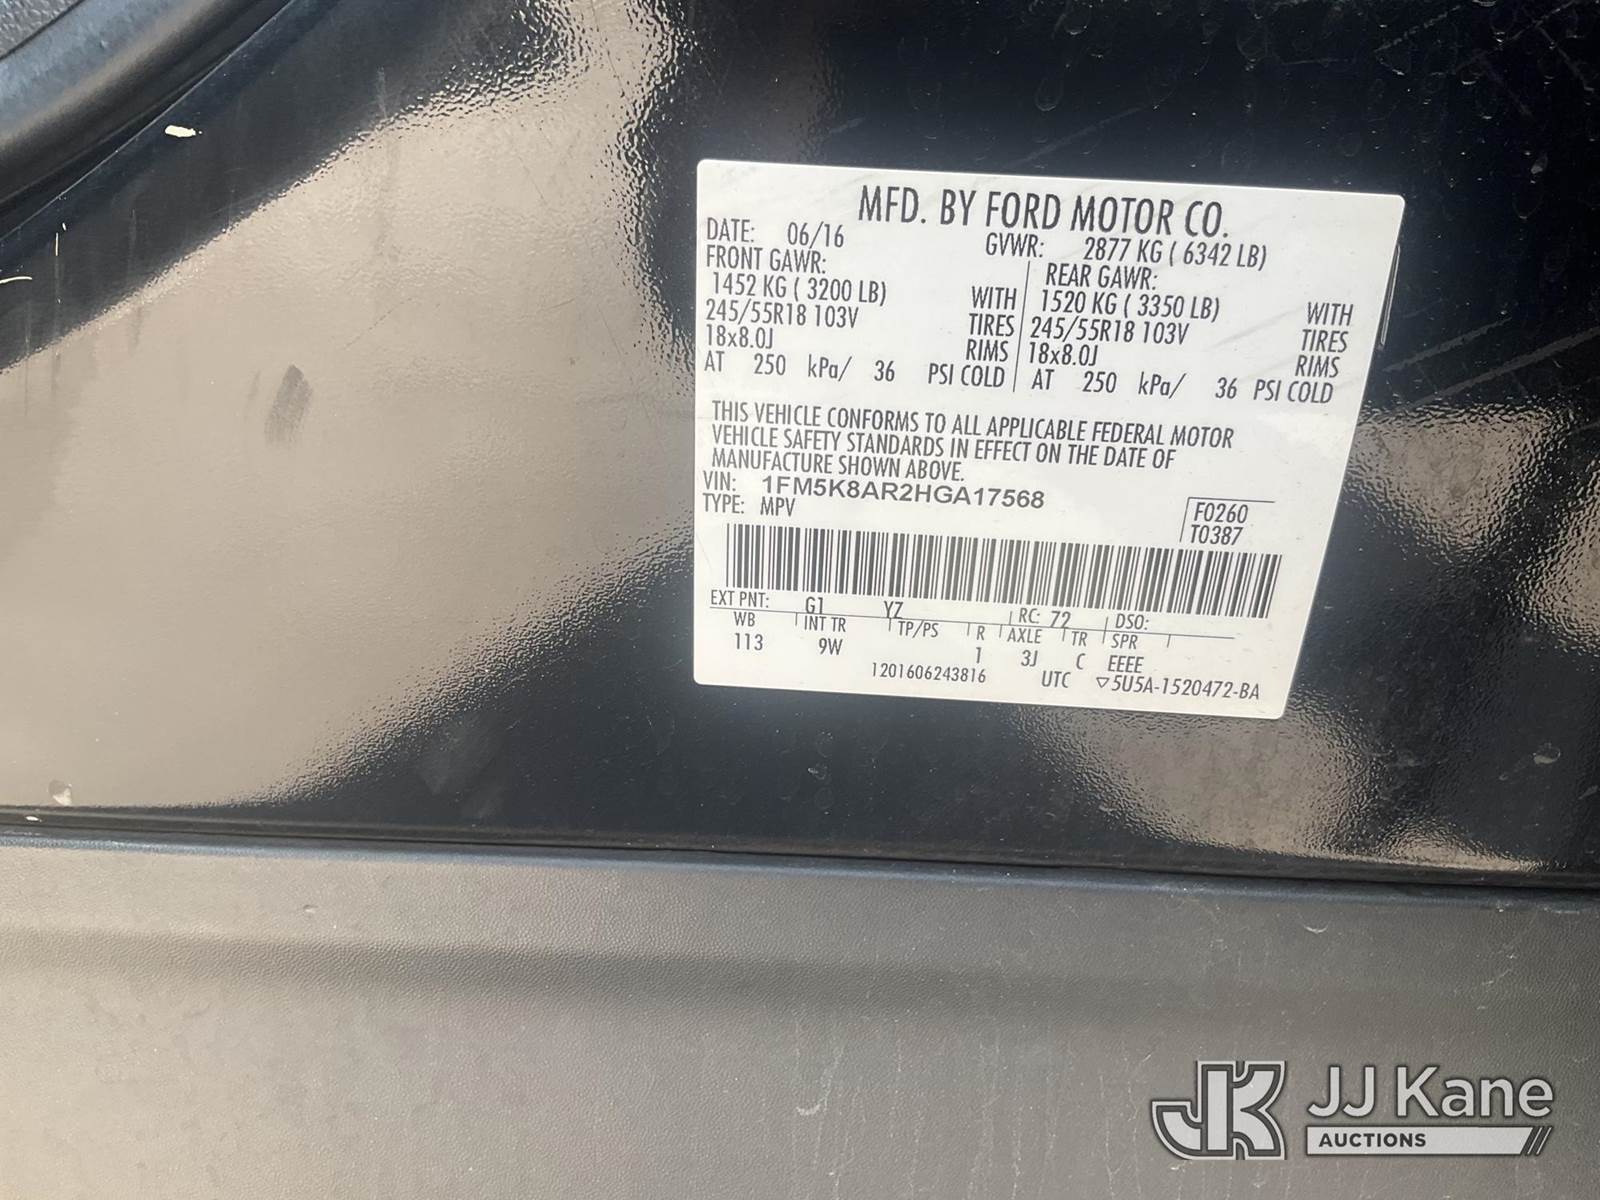 MFD. BY FORD MOTOR CO.
DATE: 06/16 GVWR: 2877 KG ( 6342 LB)
FRONT GAWR: REAR GAWR:
1452 KG ( 3200 LB) WITH 1520 KG ( 3350 LB) WITH
245/55R18 103V TIRES 245/55R18 103V TIRES
18x8.0J RIMS 18x8.0J RIMS
AT 250 kPa/ 36 PSI COLD AT 250 kPa/ 36 PSI COLD
THIS VEHICLE CONFORMS TO ALL APPLICABLE FEDERAL MOTOR
VEHICLE SAFETY STANDARDS IN EFFECT ON THE DATE OF
MANUFACTURE SHOWN ABOVE.
VIN: 1FM5K8AR2HGA17568
TYPE: MPV
F0260
T0387
EXT PNT: G1 YZ RC: 72 DSO:
WB INT TR TP/PS R AXLE TR SPR
113 9W 1 3J C EEEE
1201606243816 UTC ▽5U5A-1520472-BA
JJ Kane
AUCTIONS